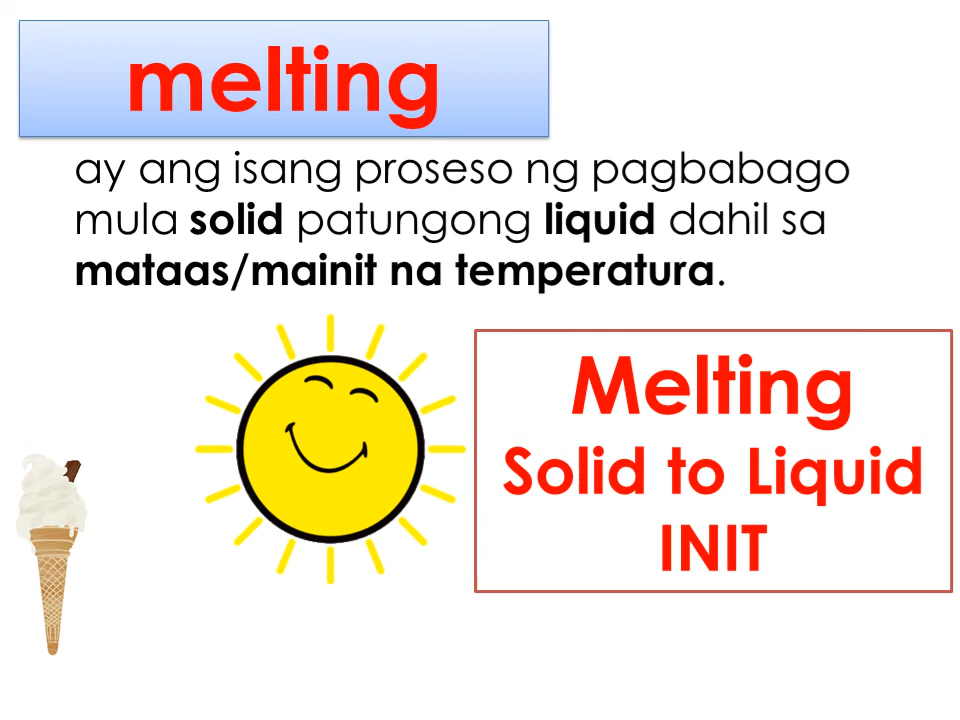 melting
ay ang isang proseso ng pagbabago
mula solid patungong liquid dahil sa
mataas/mainit na temperatura.
Melting
Solid to Liquid
INIT